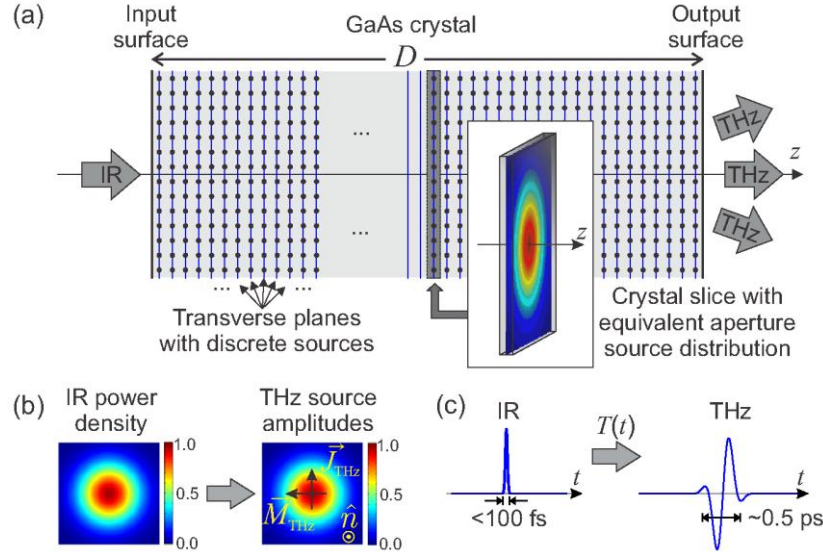 (a)
Input surface
GaAs crystal
Output surface
D
IR
...
...
z
THz
THz
THz
z
... ...
Transverse planes
with discrete sources
Crystal slice with
equivalent aperture
source distribution
(b)
IR power
density
1.0
0.5
0.0
THz source
amplitudes
J THz
M THz
n̂
1.0
0.5
0.0
(c)
IR
T(t)
THz
t
<100 fs
t
~0.5 ps